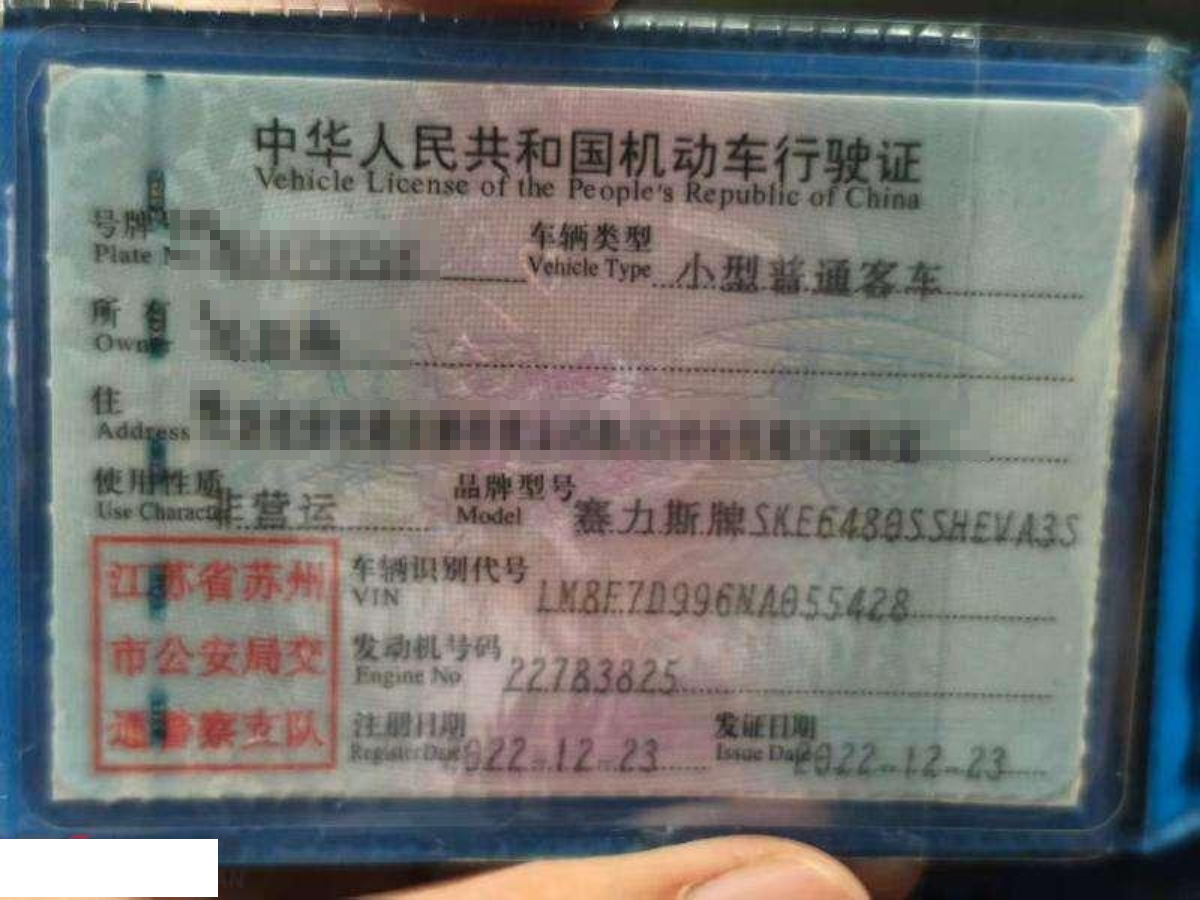 中华人民共和国机动车行驶证
Vehicle License of the People's Republic of China
号牌
Plate
车辆类型
Vehicle Type
小型普通客车
所有
Owner
住
Address
使用性质
Use Character
非营运
品牌型号
Model
赛力斯牌SKE6480SSHEVA3S
江苏省苏州
市公安局交
通警察支队
车辆识别代号
VIN
LM8F7D996NA055428
发动机号码
Engine No
22783825
注册日期
Register Date
2022-12-23
发证日期
Issue Date
2022-12-23